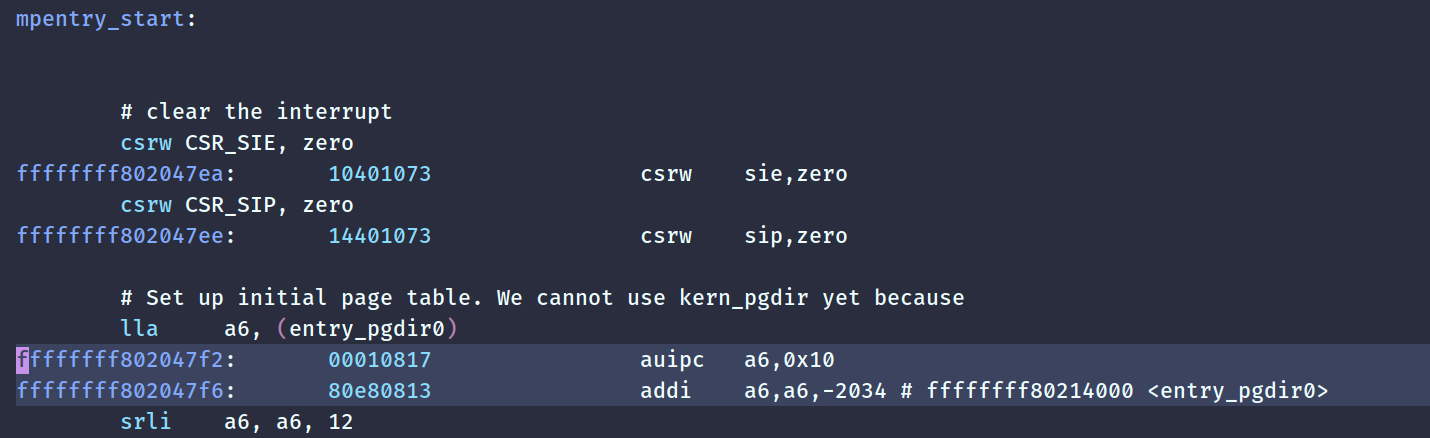 mpentry_start:
# clear the interrupt
csrw CSR_SIE, zero
ffffffff802047ea: 10401073 csrw sie,zero
csrw CSR_SIP, zero
ffffffff802047ee: 14401073 csrw sip,zero
# Set up initial page table. We cannot use kern_pgdir yet because
lla a6, (entry_pgdir0)
ffffffff802047f2: 00010817 auipc a6,0x10
ffffffff802047f6: 80e80813 addi a6,a6,-2034 # ffffffff80214000 <entry_pgdir0>
srli a6, a6, 12